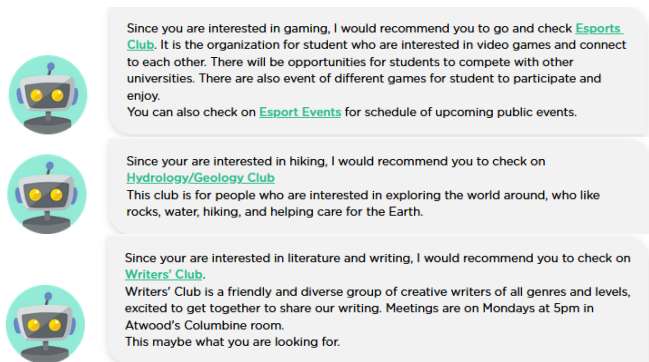 Since you are interested in gaming, I would recommend you to go and check Esports
Club. It is the organization for student who are interested in video games and connect
to each other. There will be opportunities for students to compete with other
universities. There are also event of different games for student to participate and
enjoy.
You can also check on Esport Events for schedule of upcoming public events.
Since your are interested in hiking, I would recommend you to check on
Hydrology/Geology Club
This club is for people who are interested in exploring the world around, who like
rocks, water, hiking, and helping care for the Earth.
Since your are interested in literature and writing, I would recommend you to check on
Writers' Club.
Writers' Club is a friendly and diverse group of creative writers of all genres and levels,
excited to get together to share our writing. Meetings are on Mondays at 5pm in
Atwood's Columbine room.
This maybe what you are looking for.